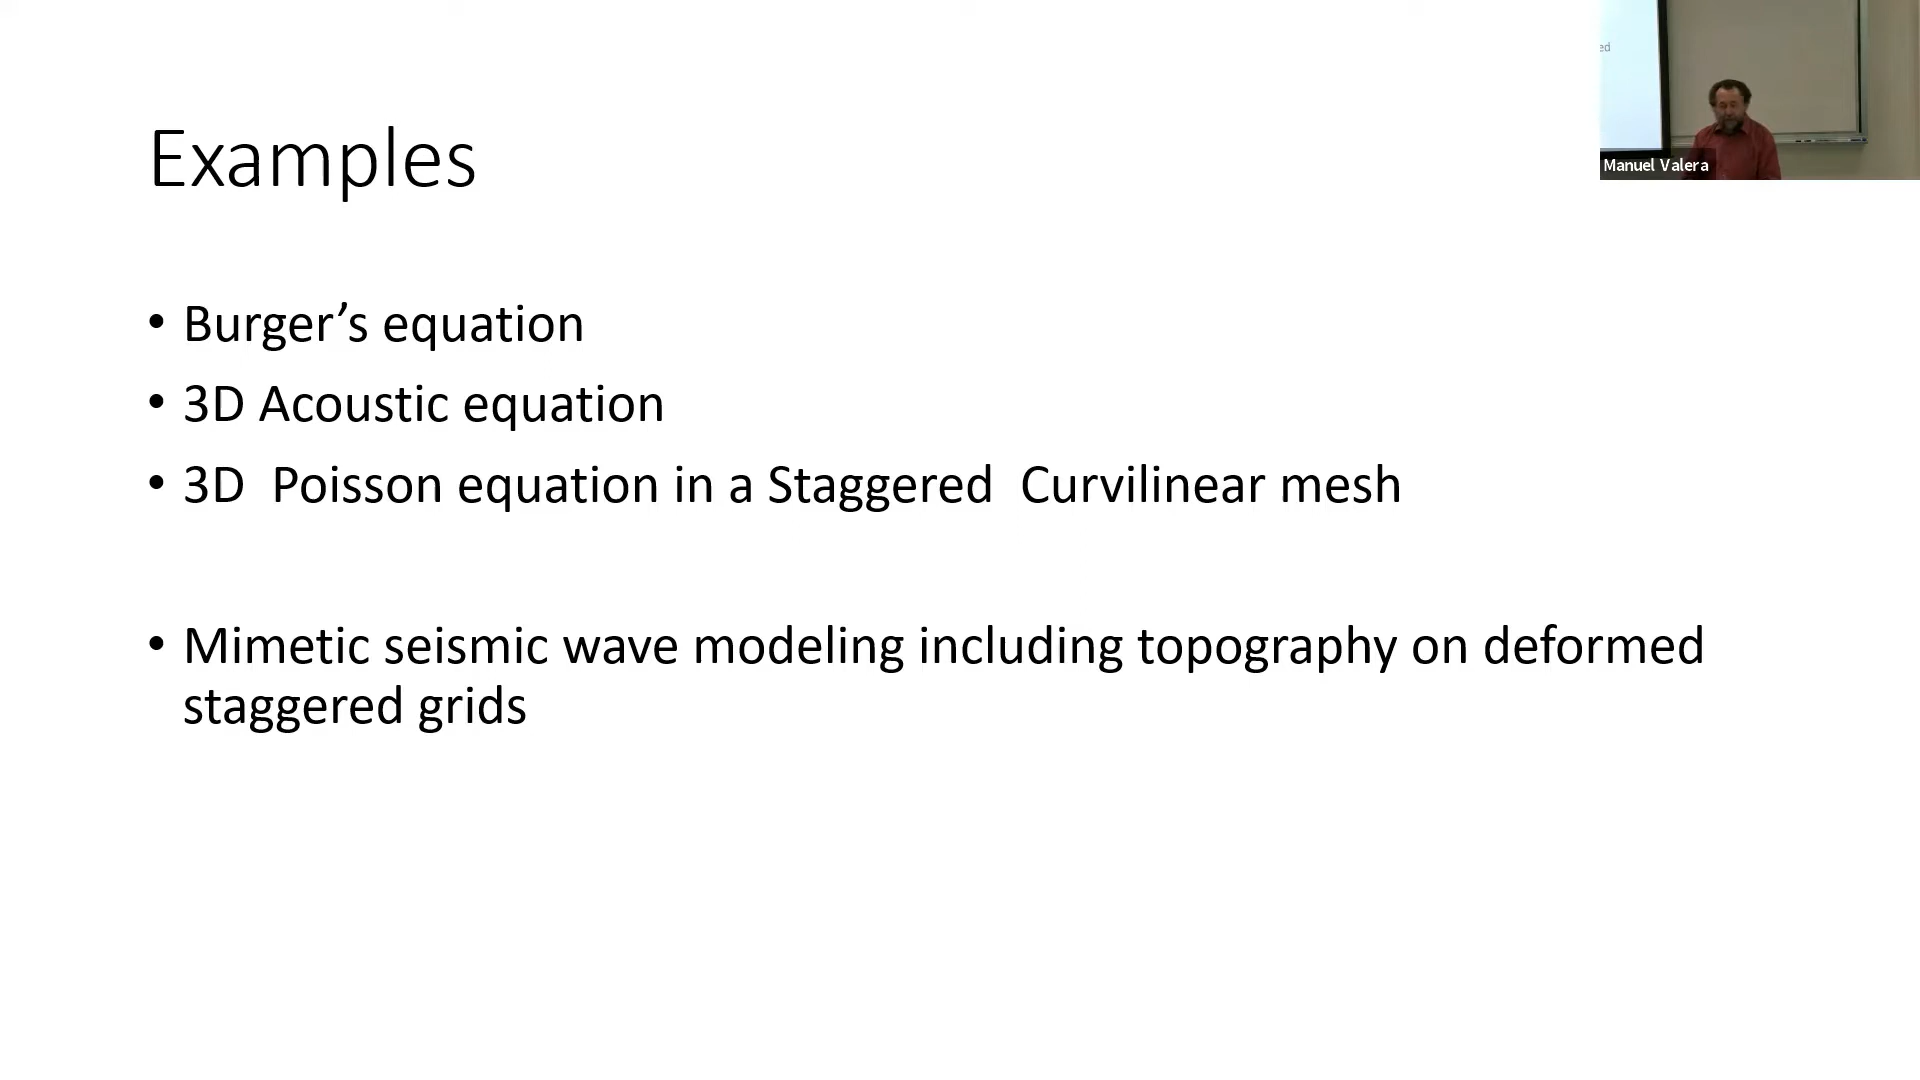 Examples
• Burger’s equation
• 3D Acoustic equation
• 3D  Poisson equation in a Staggered  Curvilinear mesh
• Mimetic seismic wave modeling including topography on deformed
staggered grids
ed
Manuel Valera